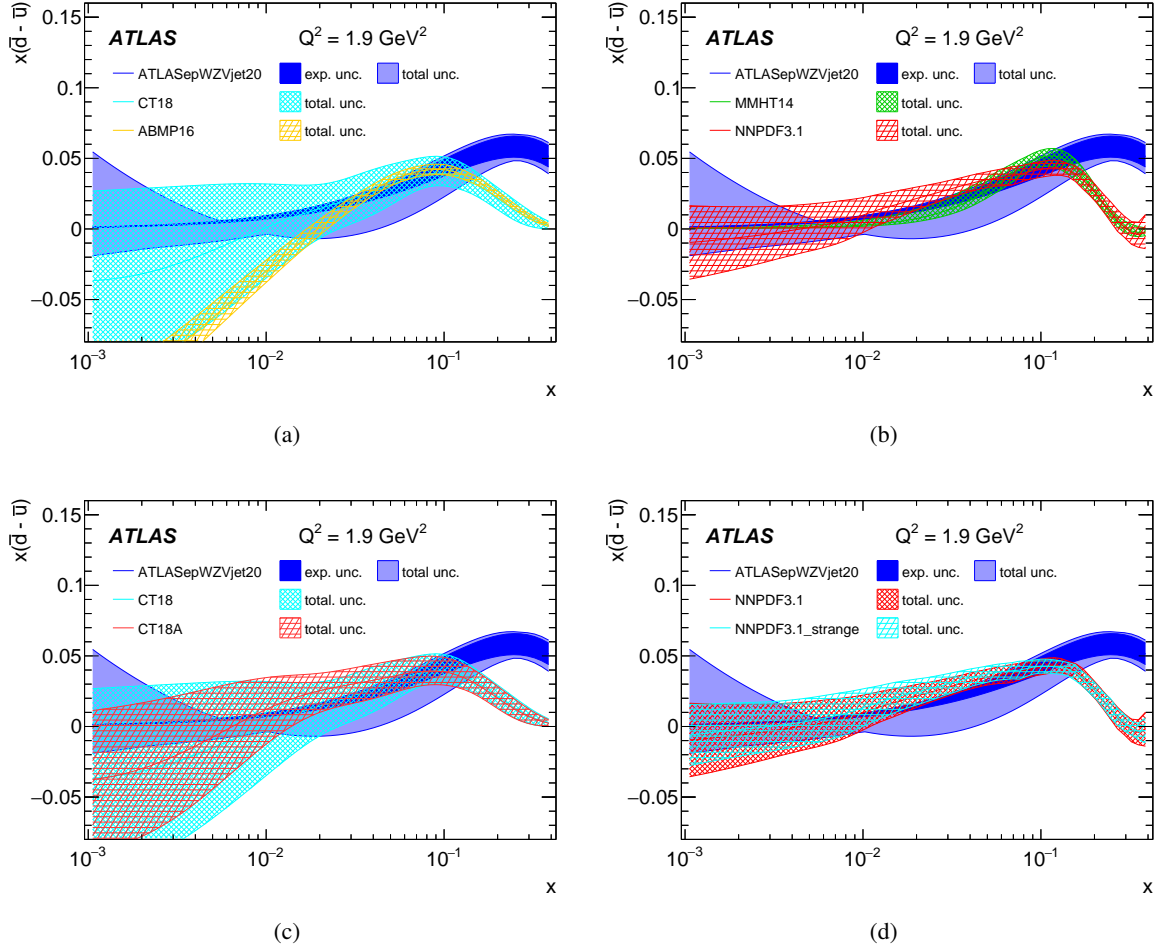 x(d̅ - u̅)
0.15
0.1
0.05
0
−0.05
ATLAS Q² = 1.9 GeV²
ATLASepWZVjet20 exp. unc. total unc.
CT18 total. unc.
ABMP16 total. unc.
10⁻³ 10⁻² 10⁻¹
x
(a)
x(d̅ - u̅)
0.15
0.1
0.05
0
−0.05
ATLAS Q² = 1.9 GeV²
ATLASepWZVjet20 exp. unc. total unc.
MMHT14 total. unc.
NNPDF3.1 total. unc.
10⁻³ 10⁻² 10⁻¹
x
(b)
x(d̅ - u̅)
0.15
0.1
0.05
0
−0.05
ATLAS Q² = 1.9 GeV²
ATLASepWZVjet20 exp. unc. total unc.
CT18 total. unc.
CT18A total. unc.
10⁻³ 10⁻² 10⁻¹
x
(c)
x(d̅ - u̅)
0.15
0.1
0.05
0
−0.05
ATLAS Q² = 1.9 GeV²
ATLASepWZVjet20 exp. unc. total unc.
NNPDF3.1 total. unc.
NNPDF3.1_strange total. unc.
10⁻³ 10⁻² 10⁻¹
x
(d)